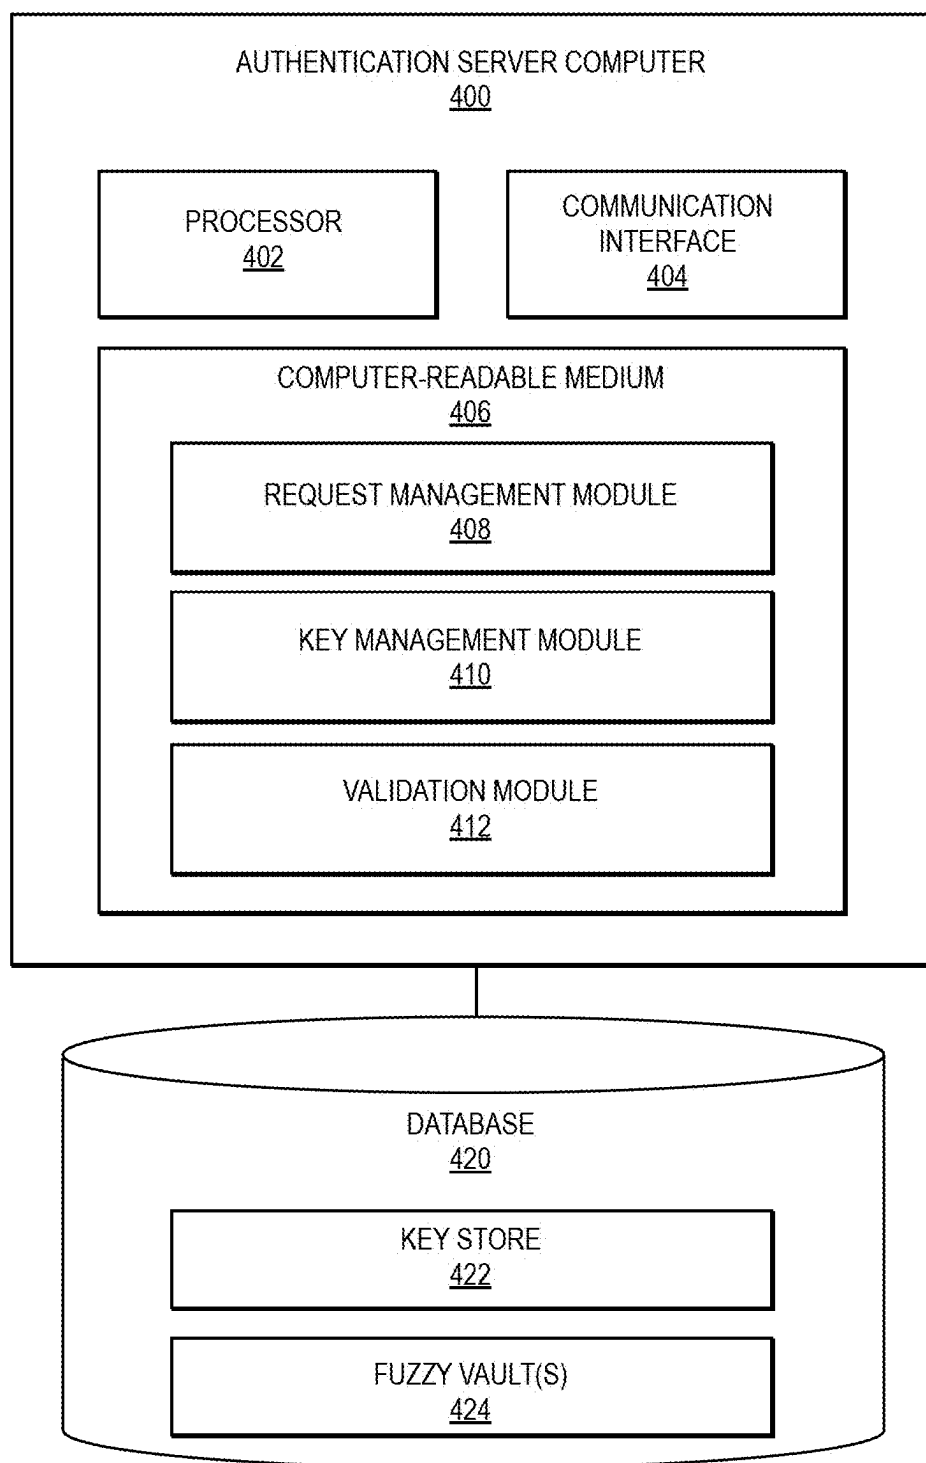 AUTHENTICATION SERVER COMPUTER
400
PROCESSOR
402
COMMUNICATION
INTERFACE
404
COMPUTER-READABLE MEDIUM
406
REQUEST MANAGEMENT MODULE
408
KEY MANAGEMENT MODULE
410
VALIDATION MODULE
412
DATABASE
420
KEY STORE
422
FUZZY VAULT(S)
424